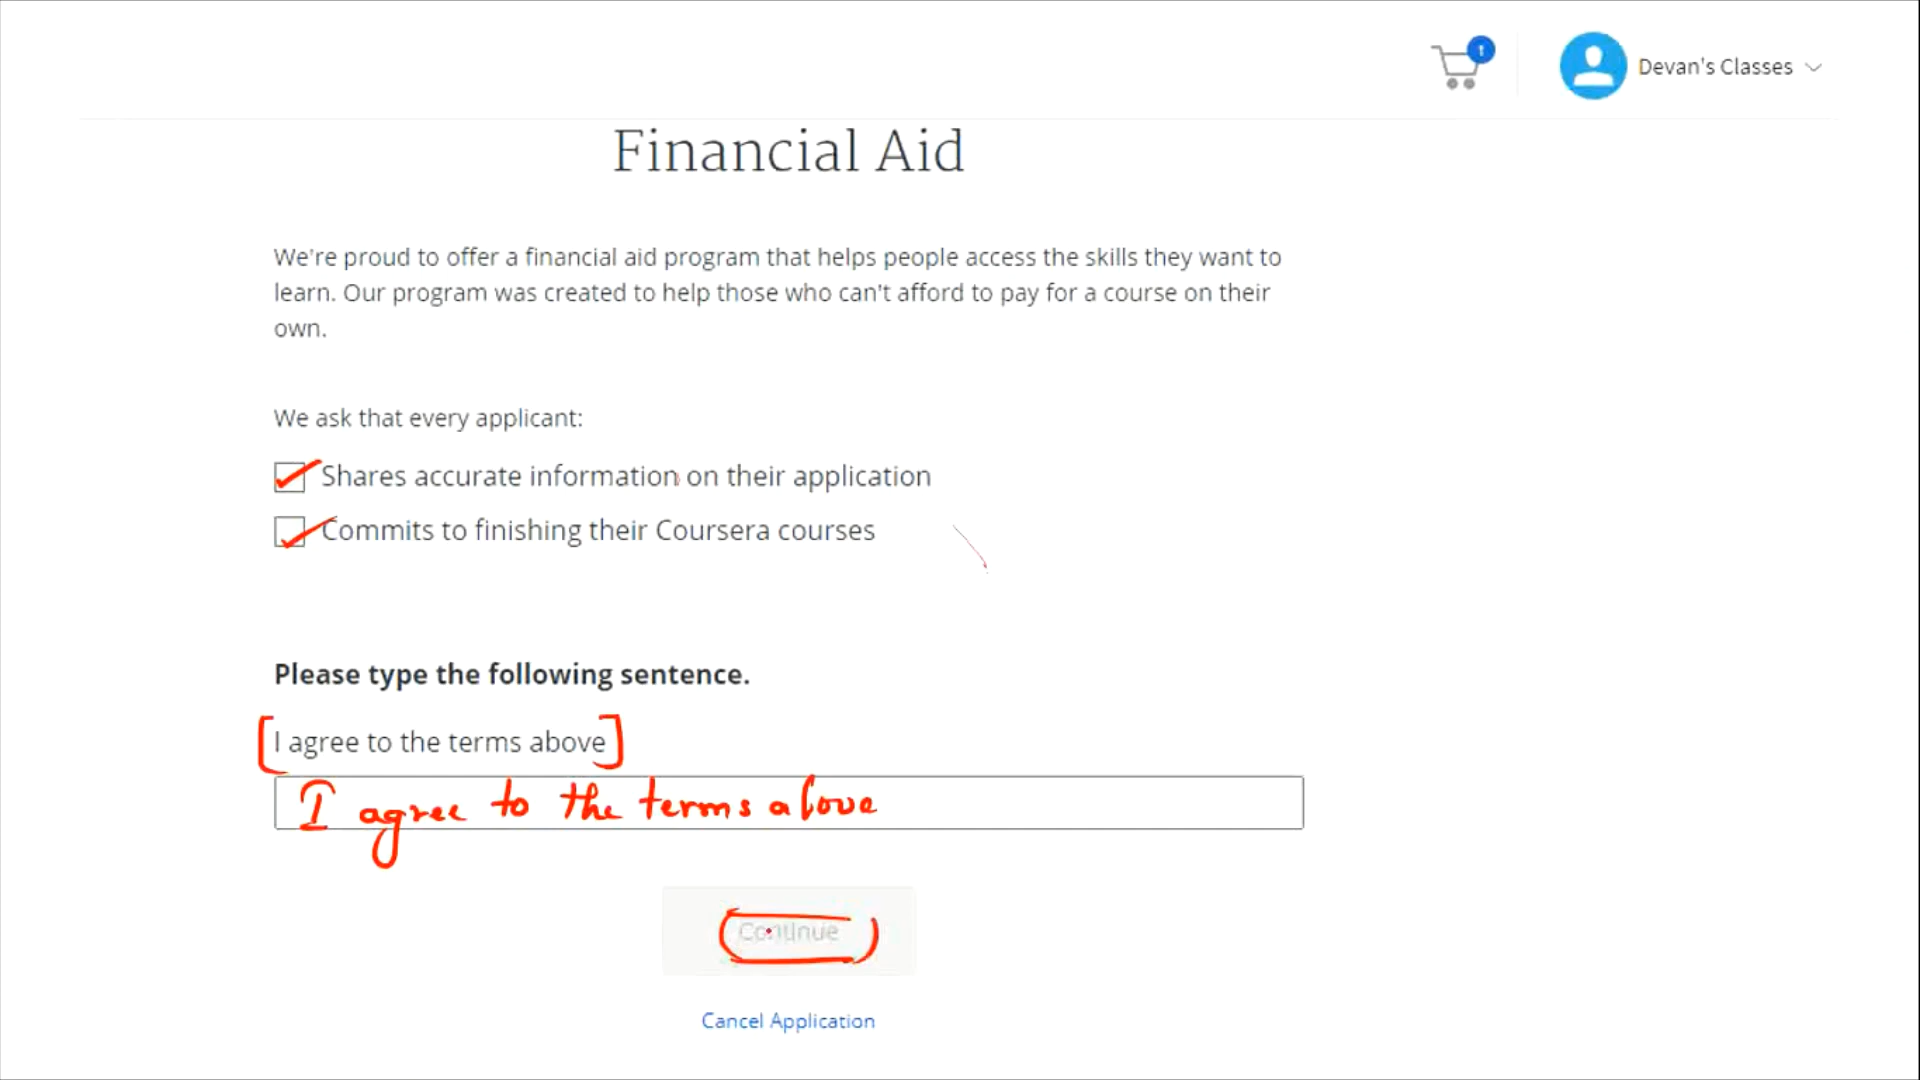 1
Devan's Classes
Financial Aid
We're proud to offer a financial aid program that helps people access the skills they want to
learn. Our program was created to help those who can't afford to pay for a course on their
own.
We ask that every applicant:
Shares accurate information on their application
Commits to finishing their Coursera courses
Please type the following sentence.
[I agree to the terms above]
I agree to the terms above
Continue
Cancel Application